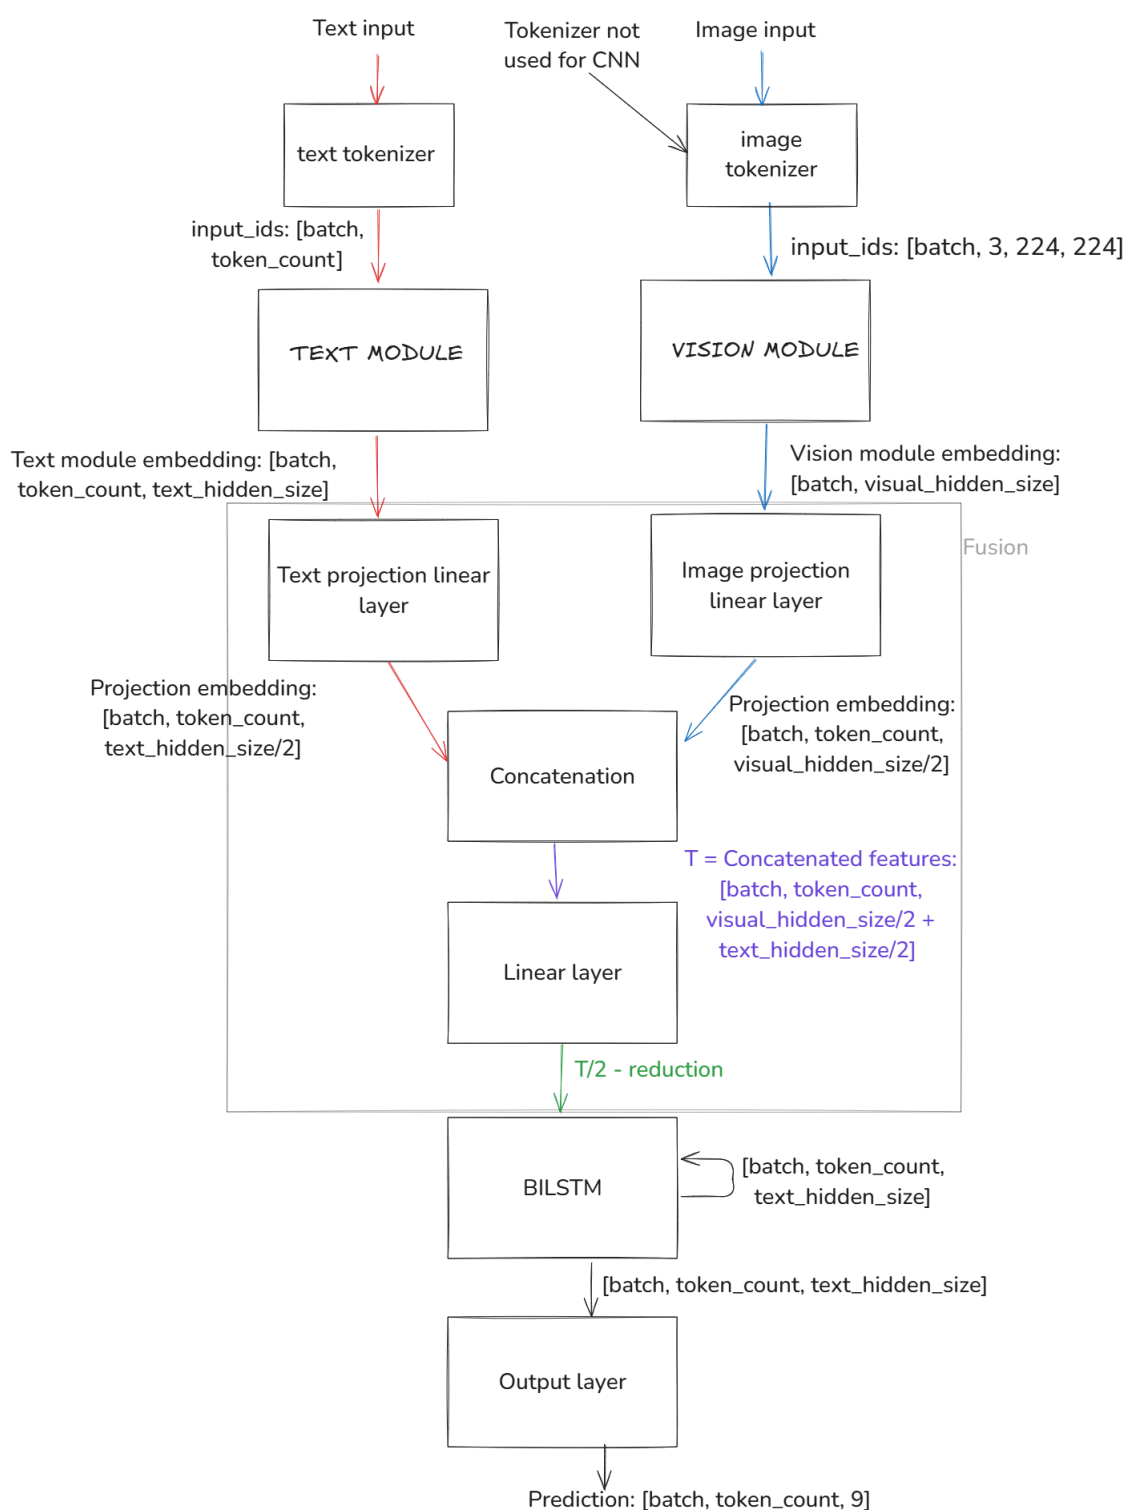 Text input
Tokenizer not
used for CNN
Image input
text tokenizer
image
tokenizer
input_ids: [batch,
token_count]
input_ids: [batch, 3, 224, 224]
TEXT MODULE
VISION MODULE
Text module embedding: [batch,
token_count, text_hidden_size]
Vision module embedding:
[batch, visual_hidden_size]
Fusion
Text projection linear
layer
Image projection
linear layer
Projection embedding:
[batch, token_count,
text_hidden_size/2]
Projection embedding:
[batch, token_count,
visual_hidden_size/2]
Concatenation
T = Concatenated features:
[batch, token_count,
visual_hidden_size/2 +
text_hidden_size/2]
Linear layer
T/2 - reduction
BILSTM
[batch, token_count,
text_hidden_size]
[batch, token_count, text_hidden_size]
Output layer
Prediction: [batch, token_count, 9]